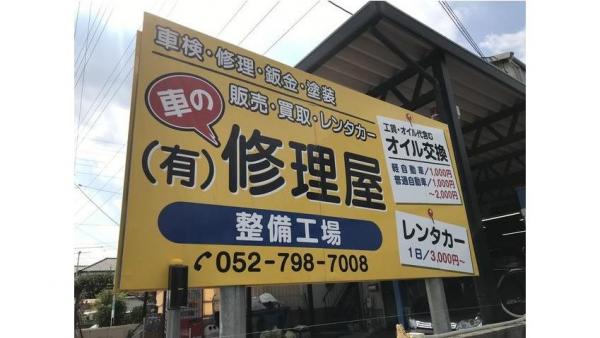 車検・修理・鈑金・塗装
販売・買取・レンタカー
車の
(有)修理屋
整備工場
052-798-7008
工賃・オイル代含む
オイル交換
軽自動車/1,000円
普通自動車/1,000円
～2,000円
レンタカー
1日/3,000円～